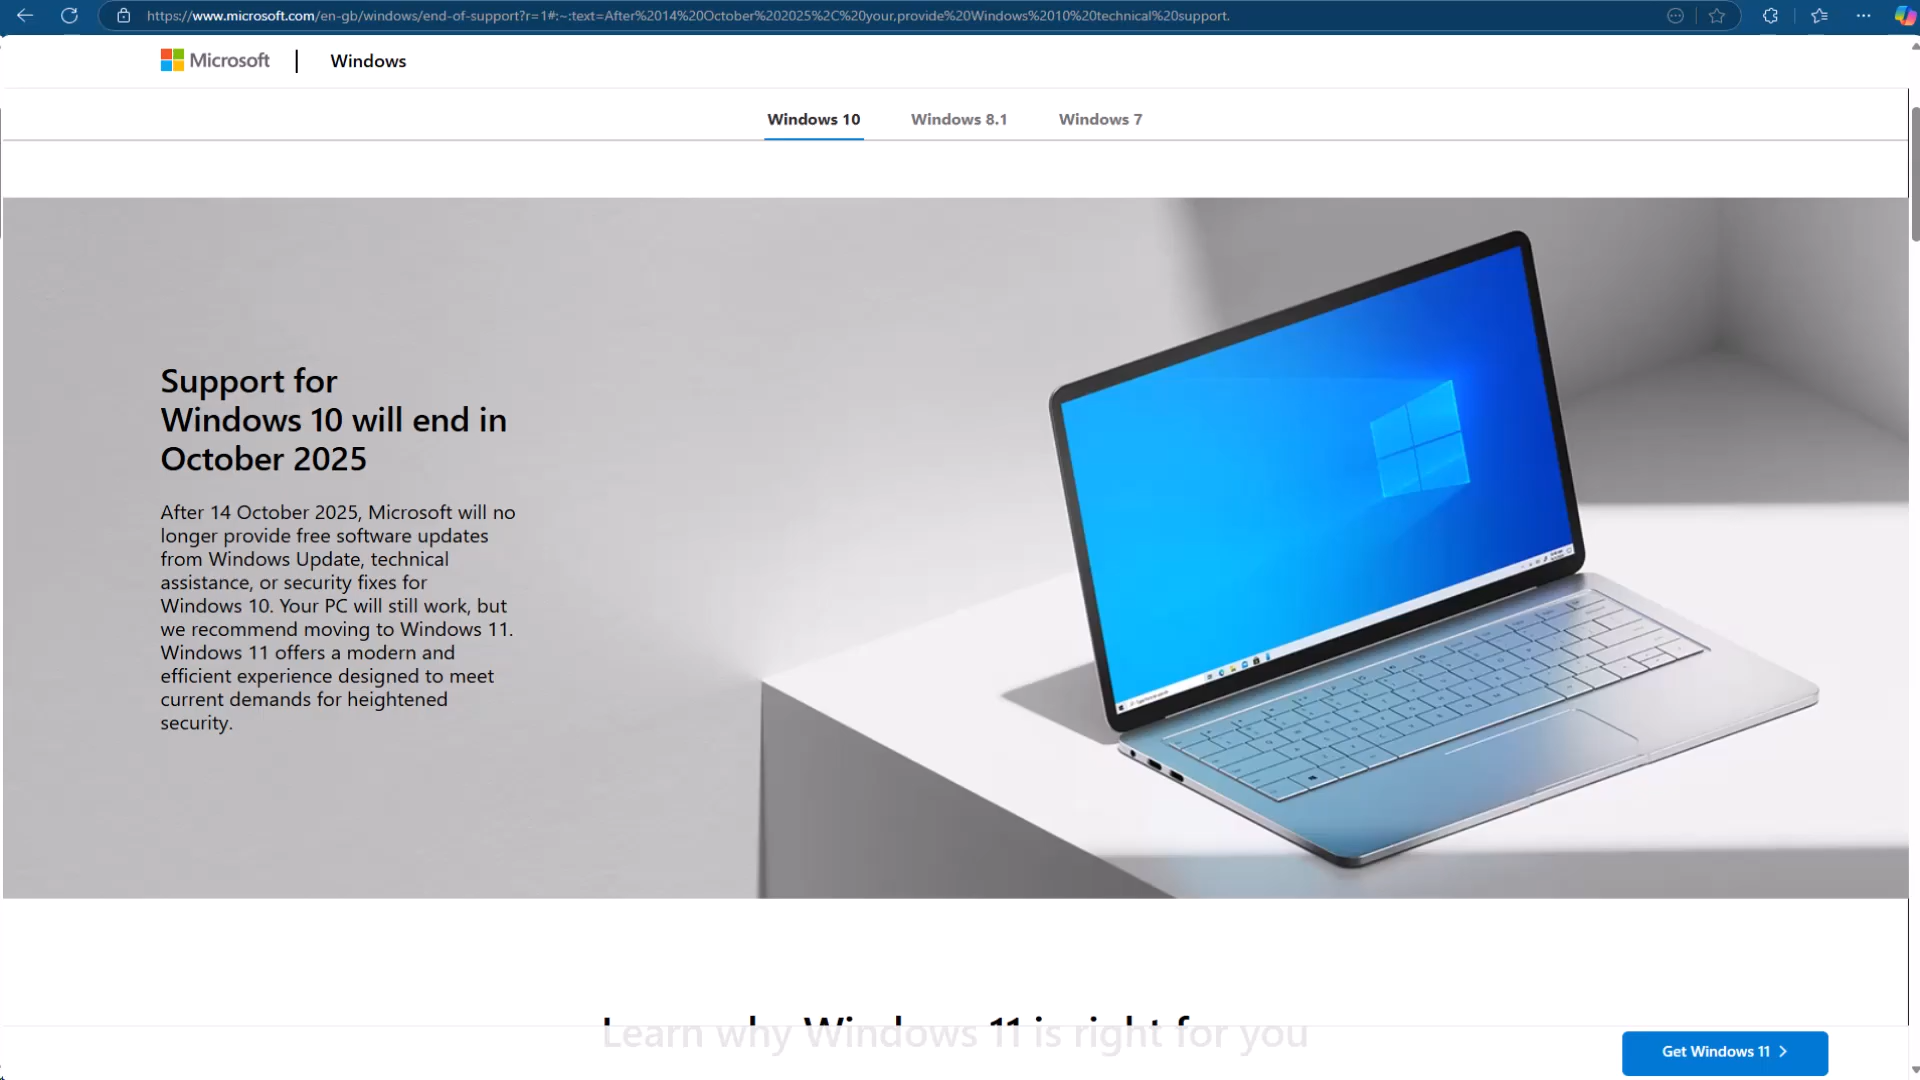 https://www.microsoft.com/en-gb/windows/end-of-support?r=1#:~:text=After%2014%20October%202025%2C%20your,provide%20Windows%2010%20technical%20support.
Microsoft | Windows
Windows 10 Windows 8.1 Windows 7
Support for
Windows 10 will end in
October 2025
After 14 October 2025, Microsoft will no
longer provide free software updates
from Windows Update, technical
assistance, or security fixes for
Windows 10. Your PC will still work, but
we recommend moving to Windows 11.
Windows 11 offers a modern and
efficient experience designed to meet
current demands for heightened
security.
Learn why Windows 11 is right for you
Get Windows 11